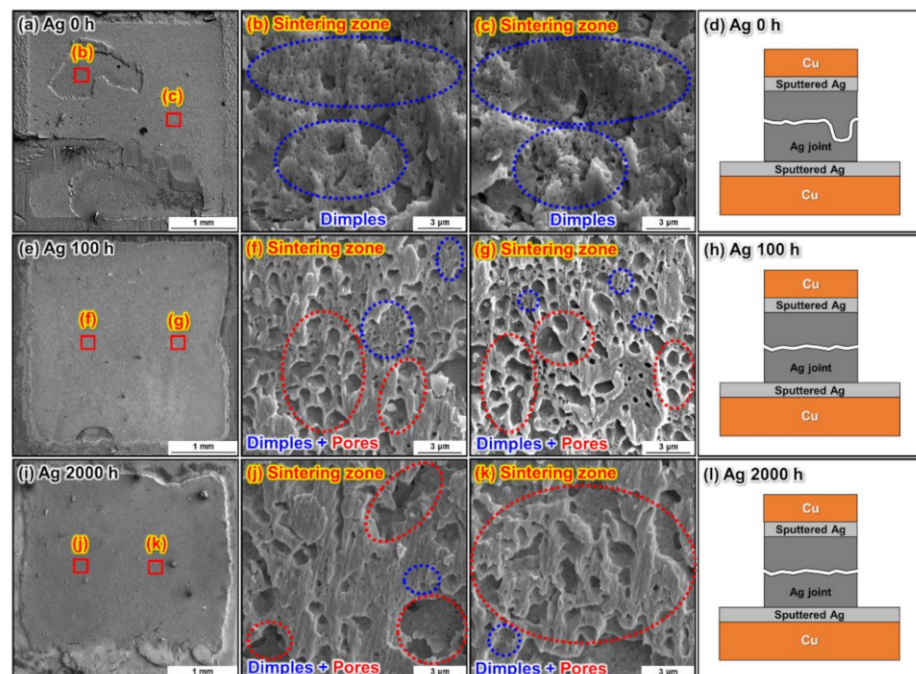 (a) Ag 0 h
(b)
(c)
1 mm
(b) Sintering zone
Dimples
3 µm
(c) Sintering zone
Dimples
3 µm
(d) Ag 0 h
Cu
Sputtered Ag
Ag joint
Sputtered Ag
Cu
(e) Ag 100 h
(f)
(g)
1 mm
(f) Sintering zone
Dimples + Pores
3 µm
(g) Sintering zone
Dimples + Pores
3 µm
(h) Ag 100 h
Cu
Sputtered Ag
Ag joint
Sputtered Ag
Cu
(i) Ag 2000 h
(j)
(k)
1 mm
(j) Sintering zone
Dimples + Pores
3 µm
(k) Sintering zone
Dimples + Pores
3 µm
(l) Ag 2000 h
Cu
Sputtered Ag
Ag joint
Sputtered Ag
Cu